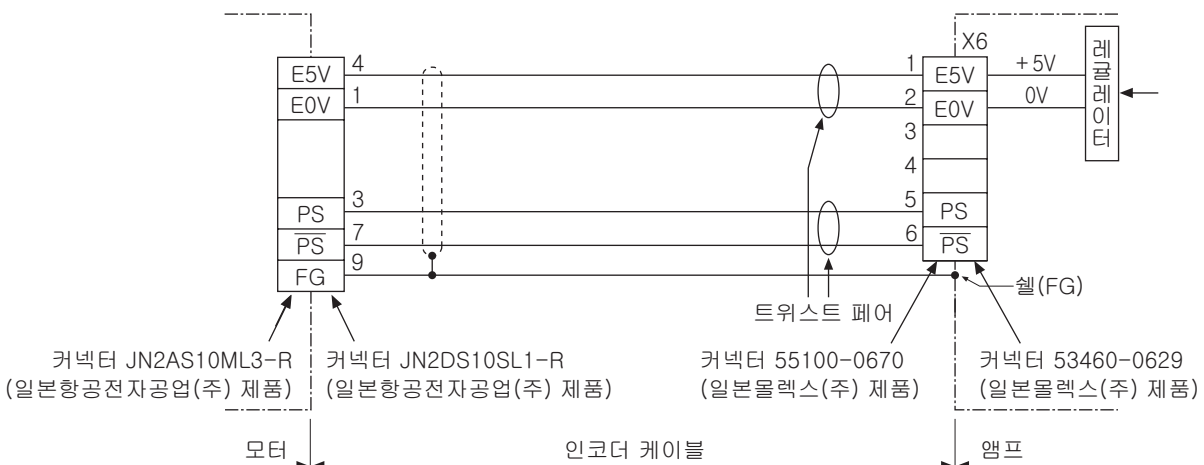 X6
레귤레이터
E5V 4
1 E5V +5V
E0V 1
2 E0V 0V
3
4
PS 3
5 PS
PS 7
6 PS
FG 9
쉘(FG)
트위스트 페어
커넥터 JN2AS10ML3-R
(일본항공전자공업(주) 제품)
커넥터 JN2DS10SL1-R
(일본항공전자공업(주) 제품)
커넥터 55100-0670
(일본몰렉스(주) 제품)
커넥터 53460-0629
(일본몰렉스(주) 제품)
모터
인코더 케이블
앰프